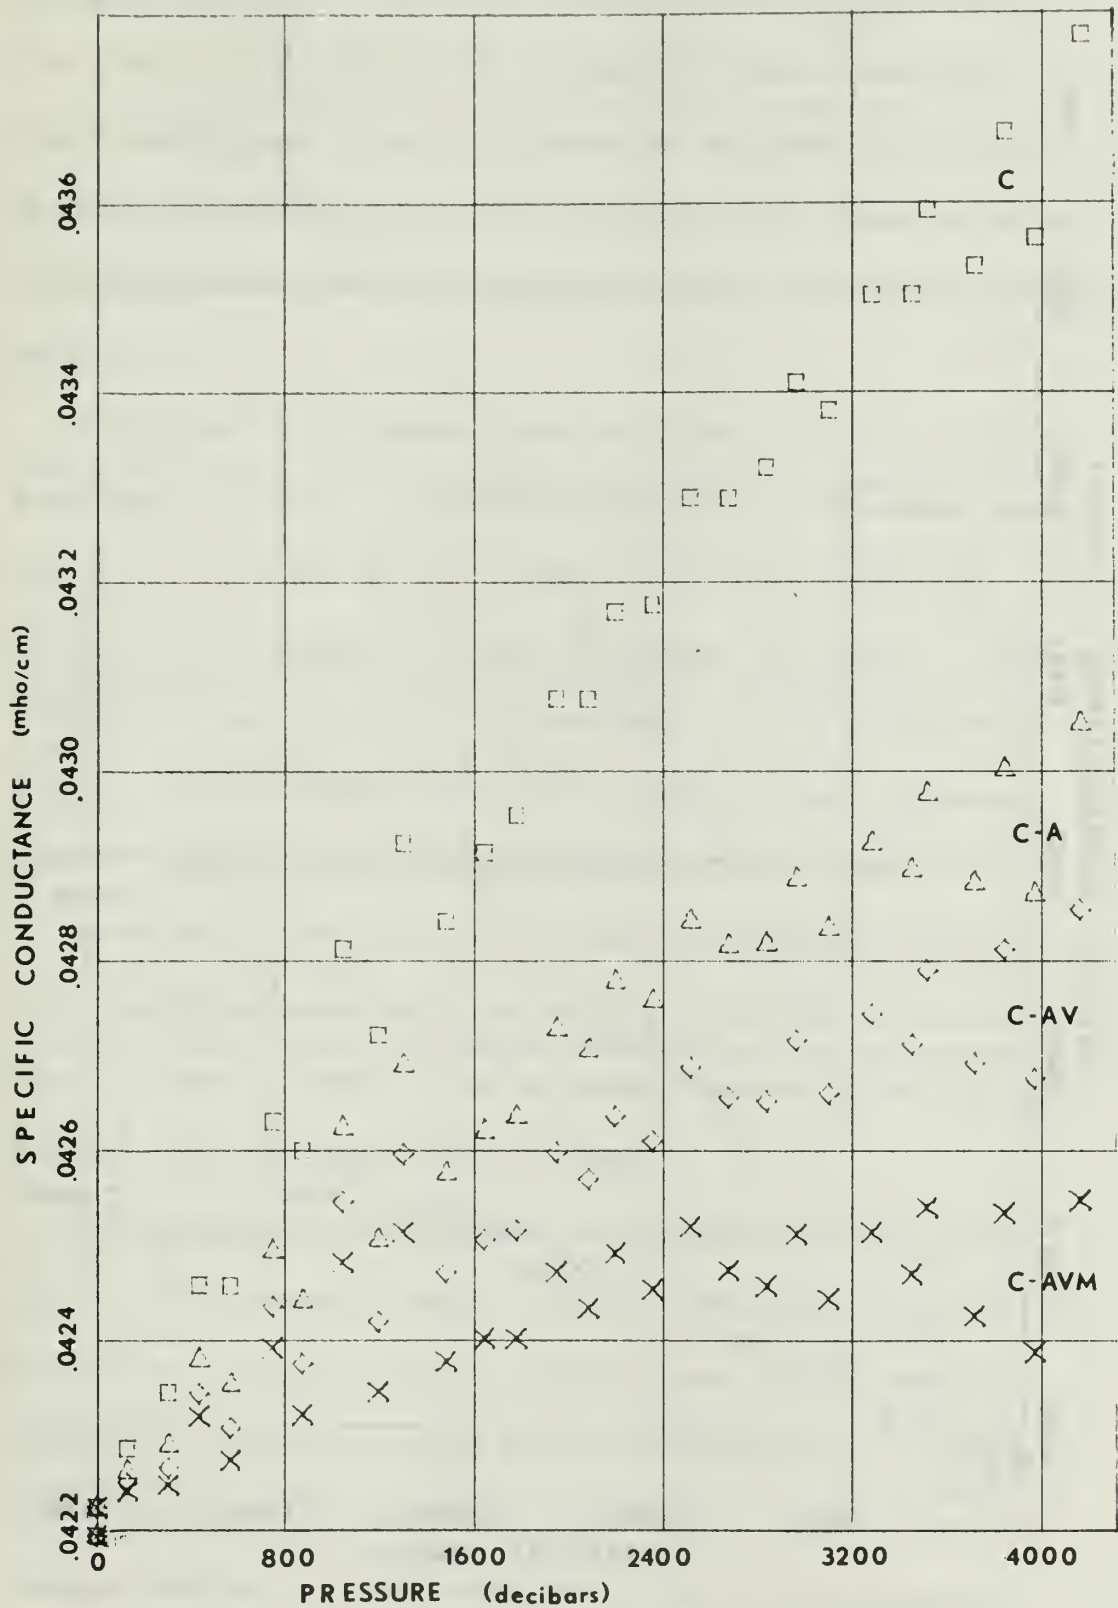 .0436
.0434
.0432
.0430
.0428
.0426
.0424
.0422
SPECIFIC CONDUCTANCE (mho/cm)
C
C-A
C-AV
C-AVM
0 800 1600 2400 3200 4000
PRESSURE (decibars)